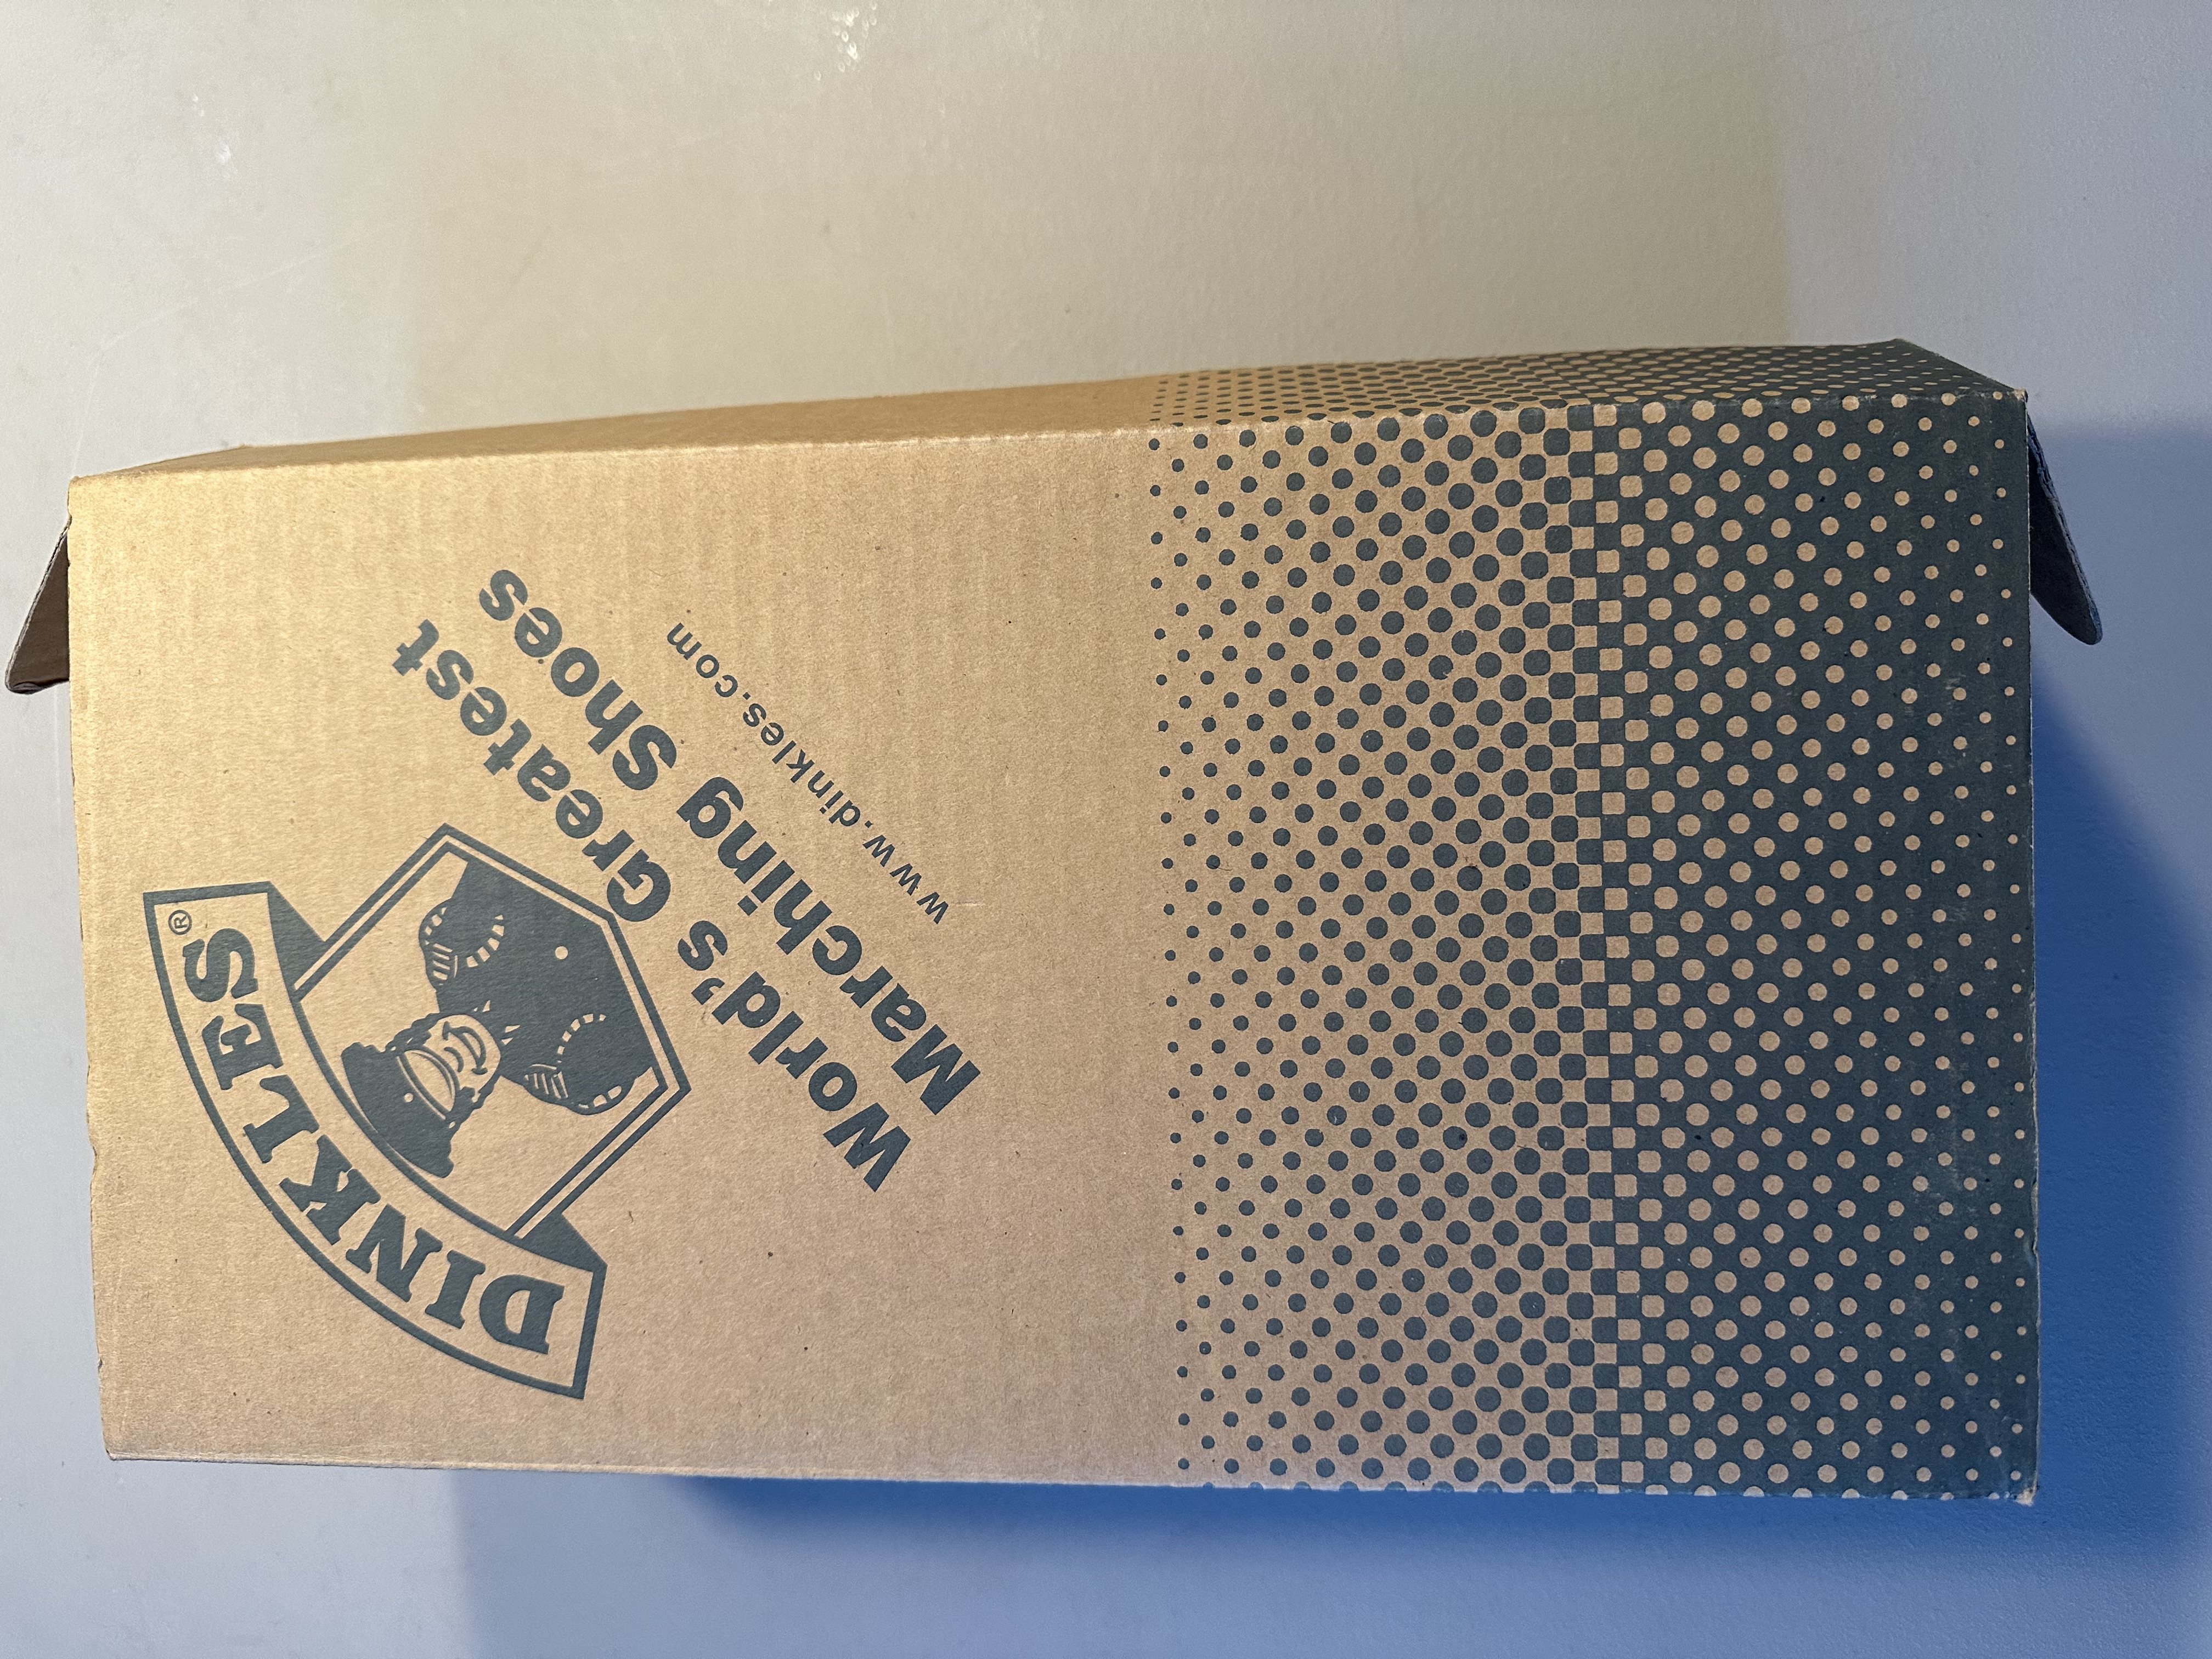 DINKLES®
World's Greatest
Marching Shoes
www.dinkles.com